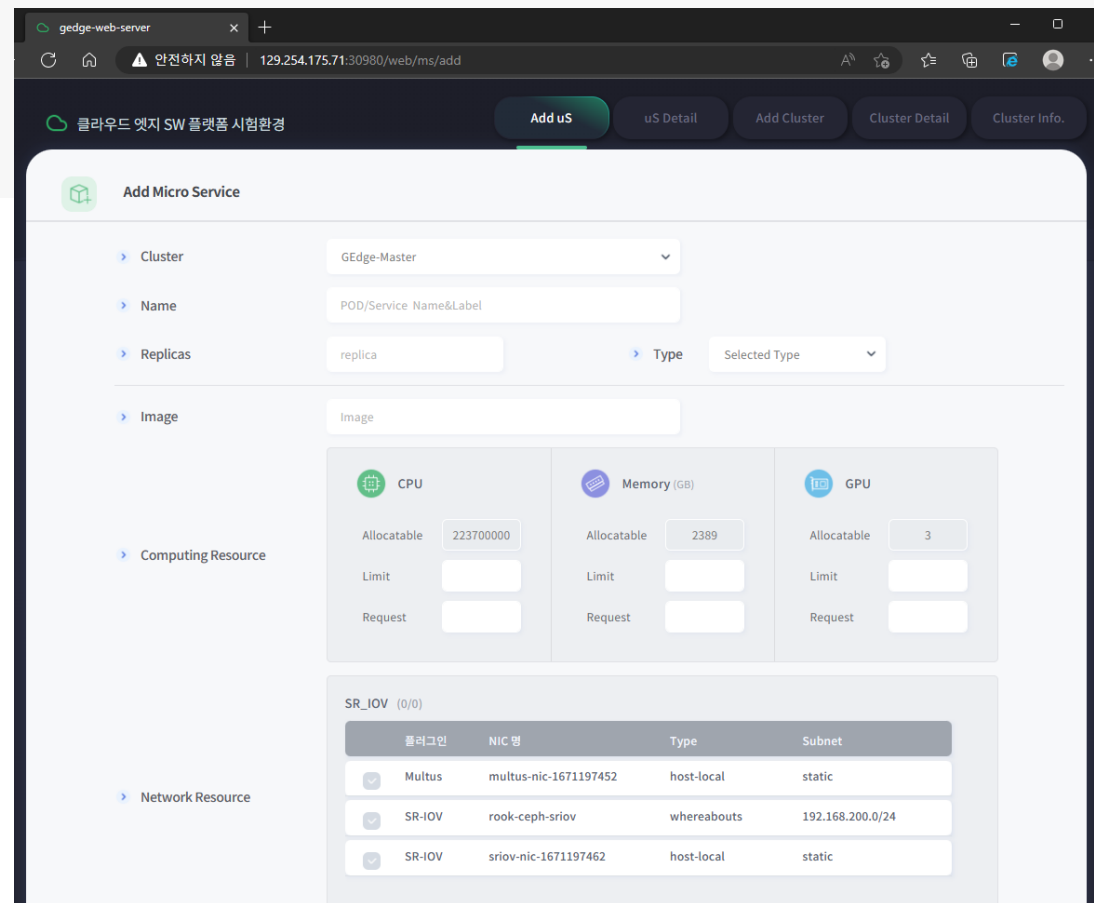 gedge-web-server
안전하지 않음 | 129.254.175.71:30980/web/ms/add
클라우드 엣지 SW 플랫폼 시험환경
Add uS uS Detail Add Cluster Cluster Detail Cluster Info.
Add Micro Service
Cluster GEdge-Master
Name POD/Service Name&Label
Replicas replica Type Selected Type
Image Image
CPU Memory (GB) GPU
Allocatable 223700000 Allocatable 2389 Allocatable 3
Computing Resource
Limit Limit Limit
Request Request Request
SR_IOV (0/0)
플러그인 NIC 명 Type Subnet
Multus multus-nic-1671197452 host-local static
Network Resource
SR-IOV rook-ceph-sriov whereabouts 192.168.200.0/24
SR-IOV sriov-nic-1671197462 host-local static